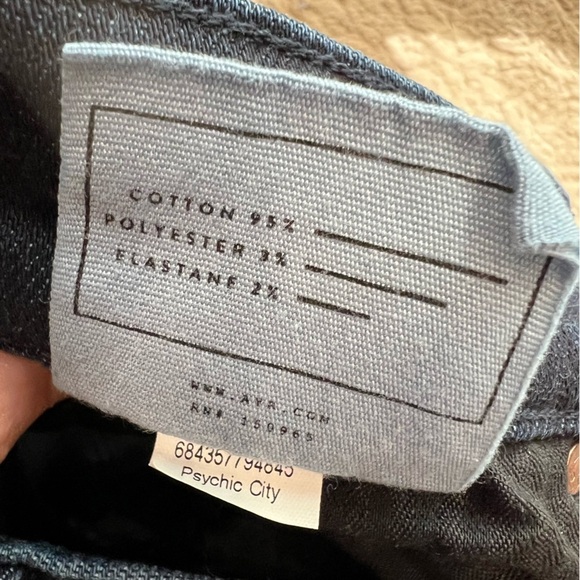 COTTON 95%
POLYESTER 3%
ELASTANE 2%
WWW.AYR.COM
RN# 150965
684357794645
Psychic City